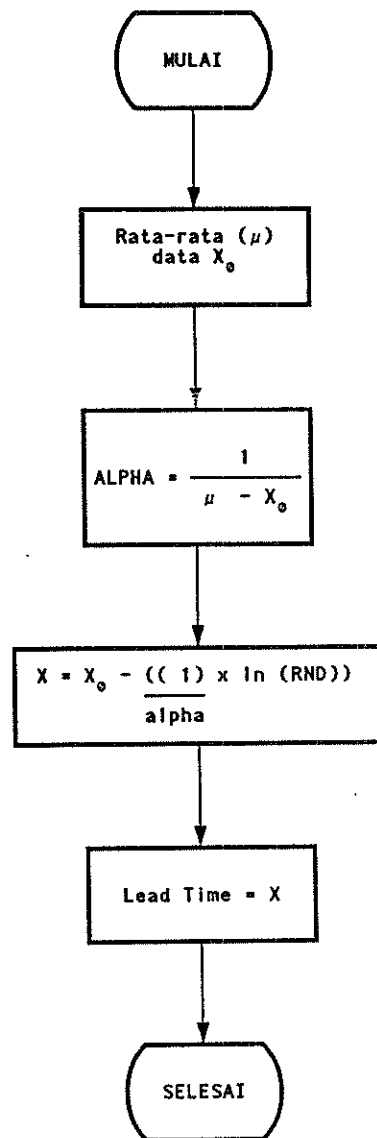 MULAI
Rata-rata (μ)
data X₀
ALPHA = 1
μ - X₀
X = X₀ - (( 1) x ln (RND))
alpha
Lead Time = X
SELESAI